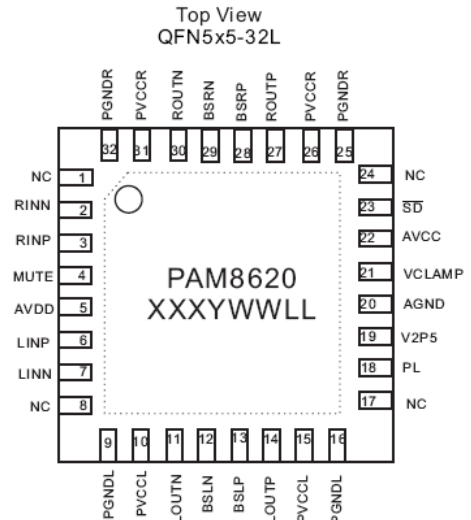 Top View
QFN5x5-32L
PGNDR PVCCR ROUTN BSRN BSRP ROUTP PVCCR PGNDR
32 31 30 29 28 27 26 25
NC 1 24 NC
RINN 2 23 SD
RINP 3 22 AVCC
MUTE 4 21 VCLAMP
AVDD 5 20 AGND
LINP 6 19 V2P5
LINN 7 18 PL
NC 8 17 NC
PAM8620
XXXYWWLL
9 10 11 12 13 14 15 16
PGNDL PVCCL LOUTN BSLN BSLP LOUTP PVCCL PGNDL